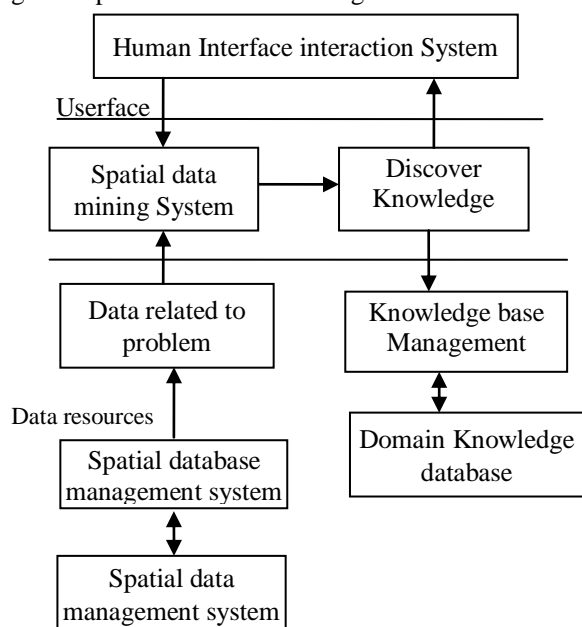 Human Interface interaction System
Userface
Spatial data
mining System
Discover
Knowledge
Data related to
problem
Knowledge base
Management
Data resources
Spatial database
management system
Domain Knowledge
database
Spatial data
management system